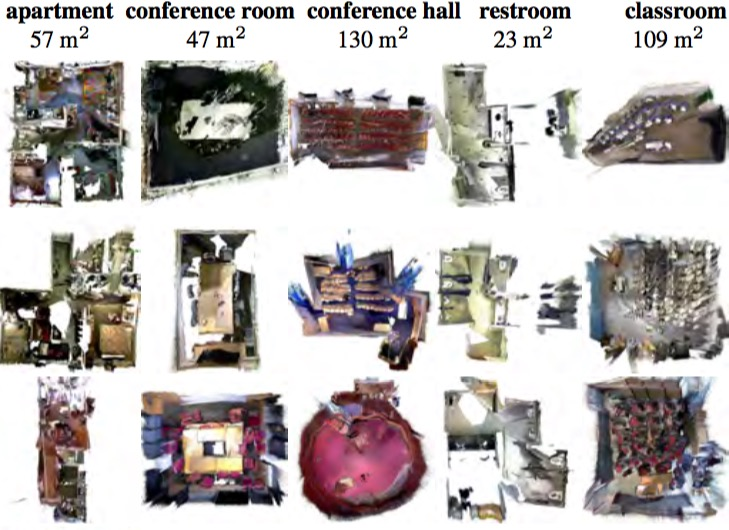 apartment conference room conference hall restroom classroom
57 m² 47 m² 130 m² 23 m² 109 m²